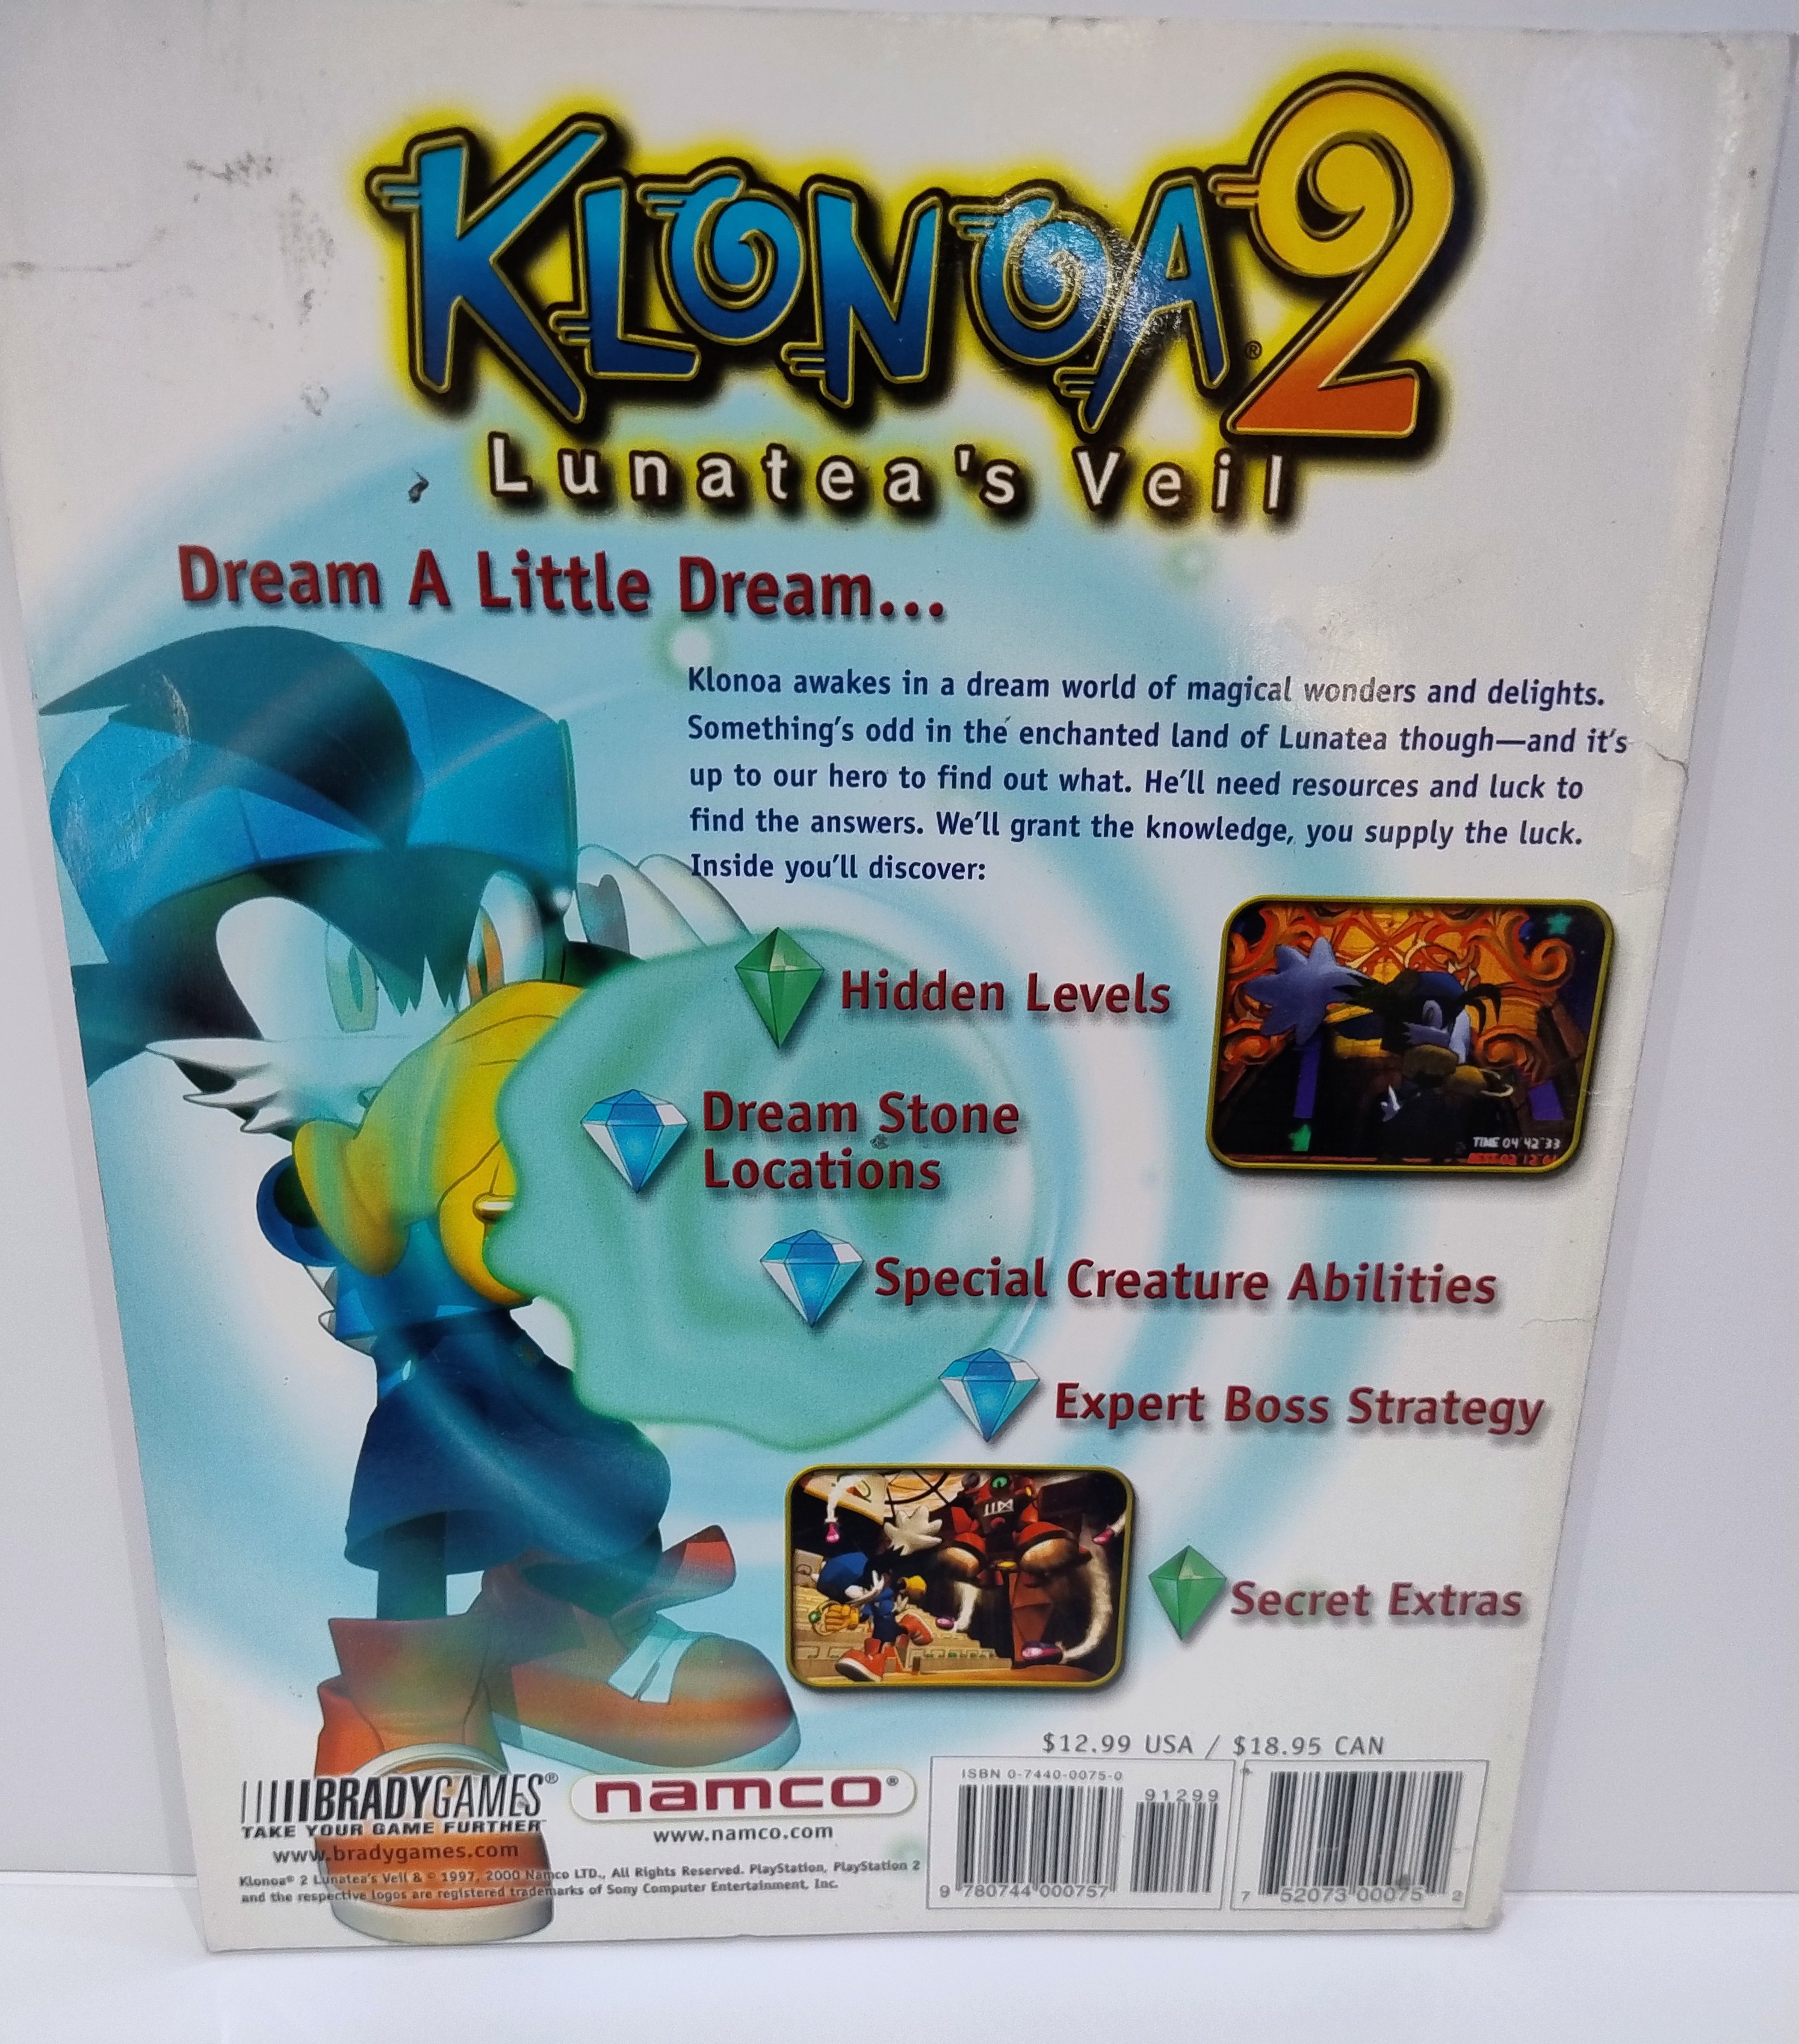 KLONOA®2
Lunatea's Veil
Dream A Little Dream...
Klonoa awakes in a dream world of magical wonders and delights.
Something's odd in the enchanted land of Lunatea though—and it's
up to our hero to find out what. He'll need resources and luck to
find the answers. We'll grant the knowledge, you supply the luck.
Inside you'll discover:
Hidden Levels
Dream Stone
Locations
TIME 04'42"33
Special Creature Abilities
Expert Boss Strategy
Secret Extras
$12.99 USA / $18.95 CAN
ISBN 0-7440-0075-0
91299
9 780744 000757
7 52073 00075 2
BRADYGAMES®
TAKE YOUR GAME FURTHER™
www.bradygames.com
namco®
www.namco.com
Klonoa® 2 Lunatea's Veil & © 1997, 2000 Namco LTD., All Rights Reserved. PlayStation, PlayStation 2
and the respective logos are registered trademarks of Sony Computer Entertainment, Inc.